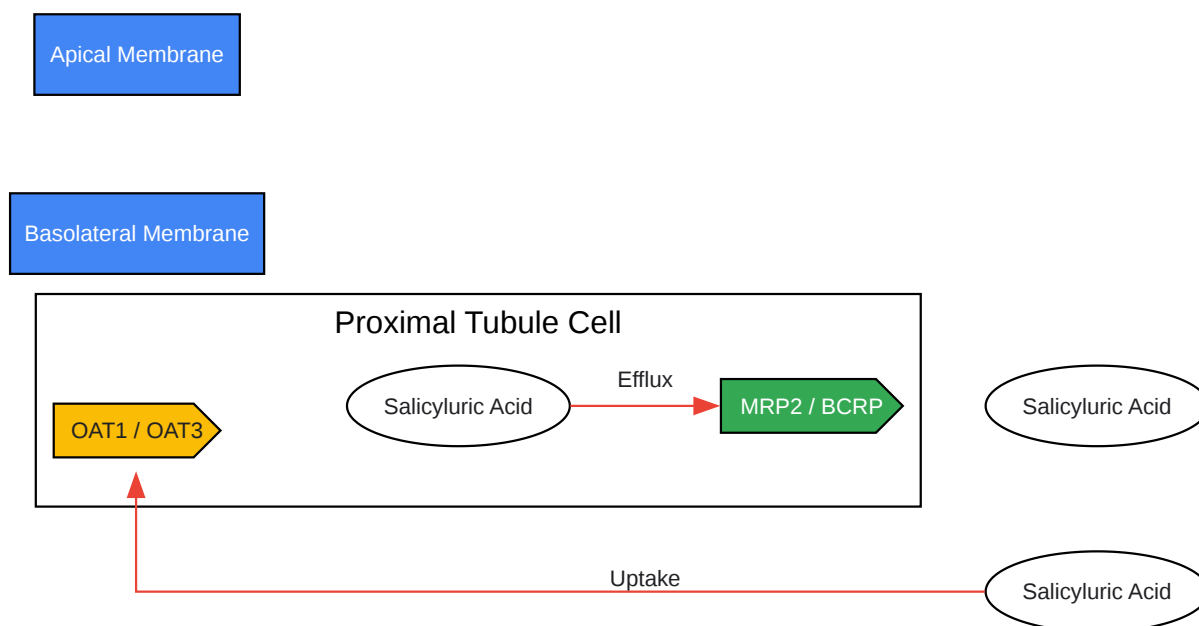 Apical Membrane
Basolateral Membrane
Proximal Tubule Cell
Efflux
Salicyluric Acid
MRP2 / BCRP
Salicyluric Acid
OAT1 / OAT3
Uptake
Salicyluric Acid